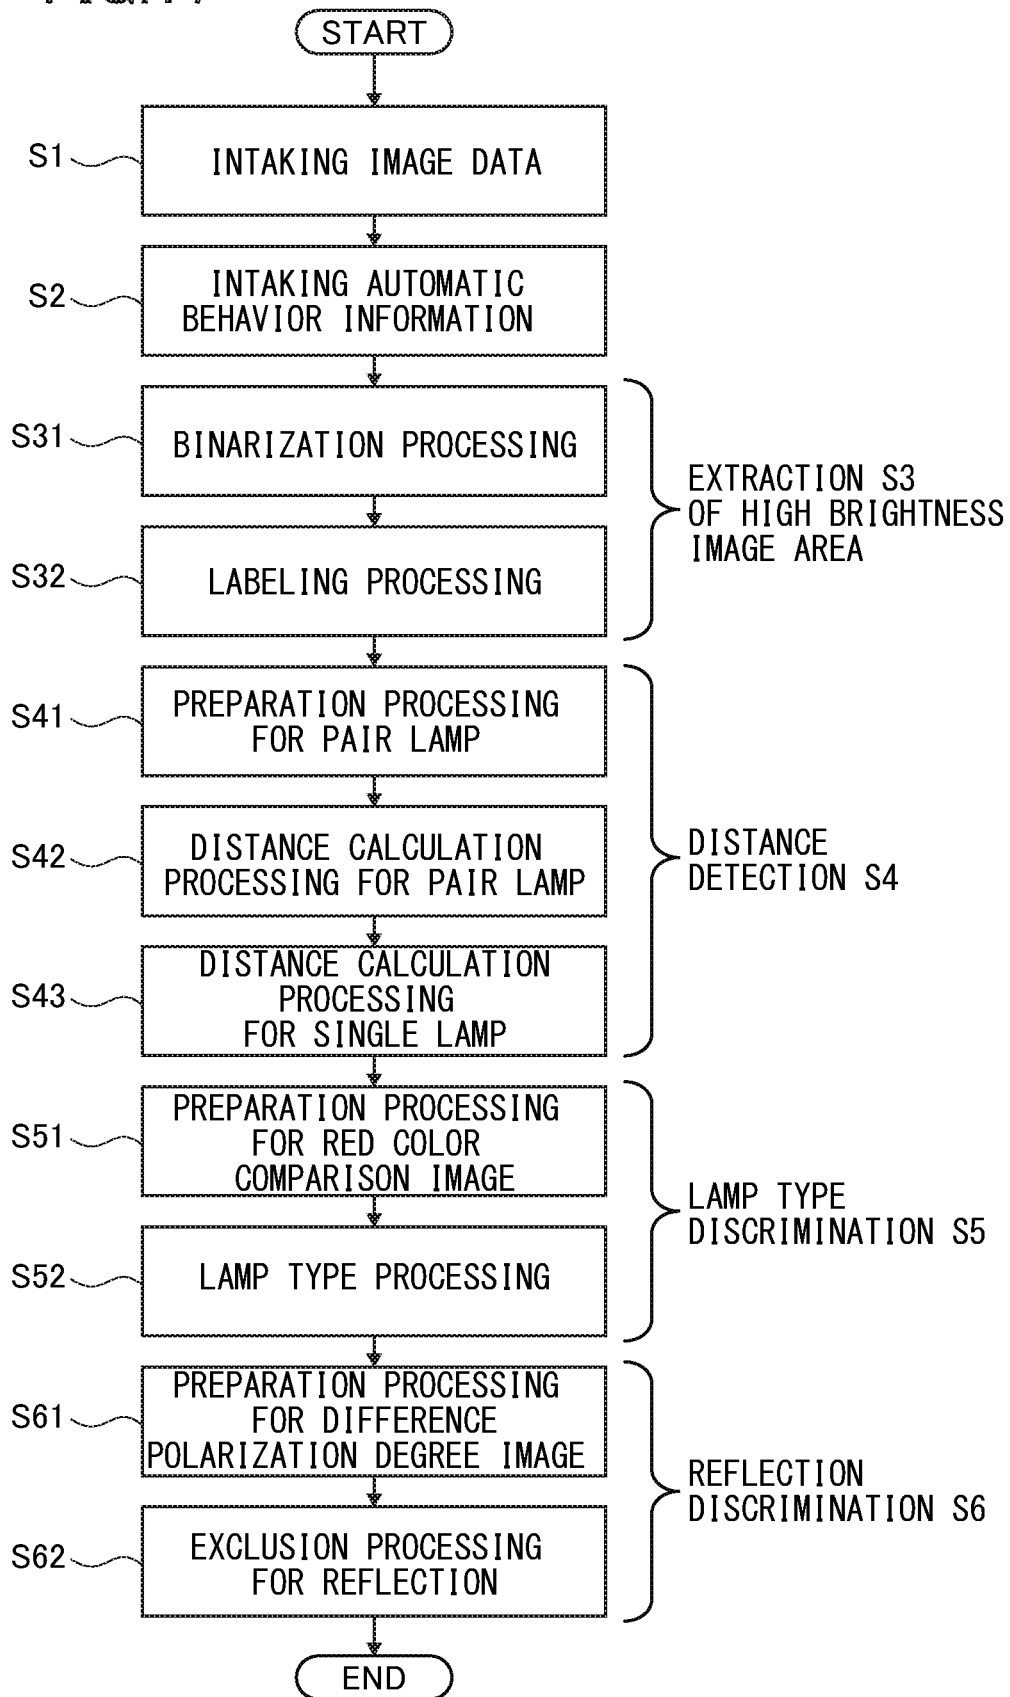 START
S1
INTAKING IMAGE DATA
S2
INTAKING AUTOMATIC
BEHAVIOR INFORMATION
S31
BINARIZATION PROCESSING
S32
LABELING PROCESSING
EXTRACTION S3
OF HIGH BRIGHTNESS
IMAGE AREA
S41
PREPARATION PROCESSING
FOR PAIR LAMP
S42
DISTANCE CALCULATION
PROCESSING FOR PAIR LAMP
S43
DISTANCE CALCULATION
PROCESSING
FOR SINGLE LAMP
DISTANCE
DETECTION S4
S51
PREPARATION PROCESSING
FOR RED COLOR
COMPARISON IMAGE
S52
LAMP TYPE PROCESSING
LAMP TYPE
DISCRIMINATION S5
S61
PREPARATION PROCESSING
FOR DIFFERENCE
POLARIZATION DEGREE IMAGE
S62
EXCLUSION PROCESSING
FOR REFLECTION
REFLECTION
DISCRIMINATION S6
END